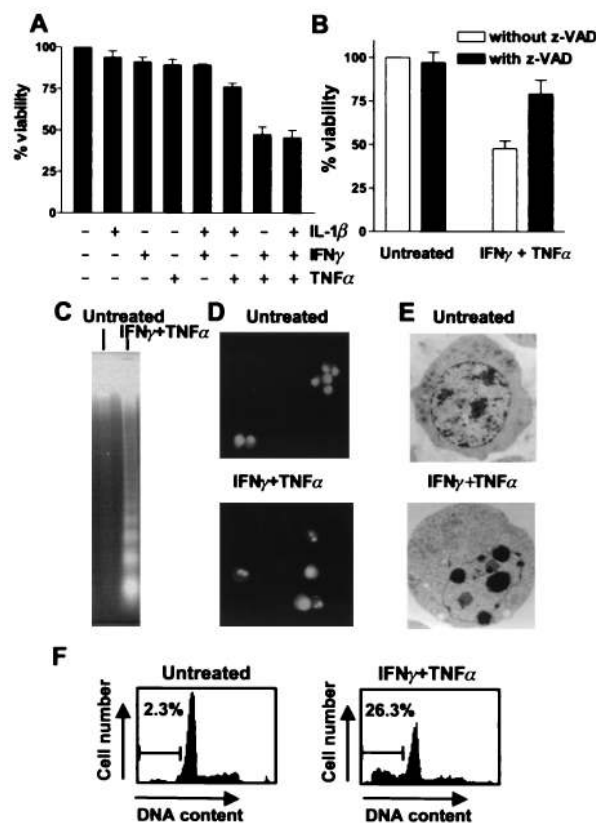 A
% viability
100
75
50
25
0
- + - - + + - + IL-1β
- - + - + - + + IFNγ
- - - + - + + + TNFα
B
without z-VAD
with z-VAD
% viability
100
75
50
25
0
Untreated IFNγ + TNFα
C
Untreated
IFNγ+TNFα
D
Untreated
IFNγ+TNFα
E
Untreated
IFNγ+TNFα
F
Untreated
Cell number
2.3%
DNA content
IFNγ+TNFα
Cell number
26.3%
DNA content